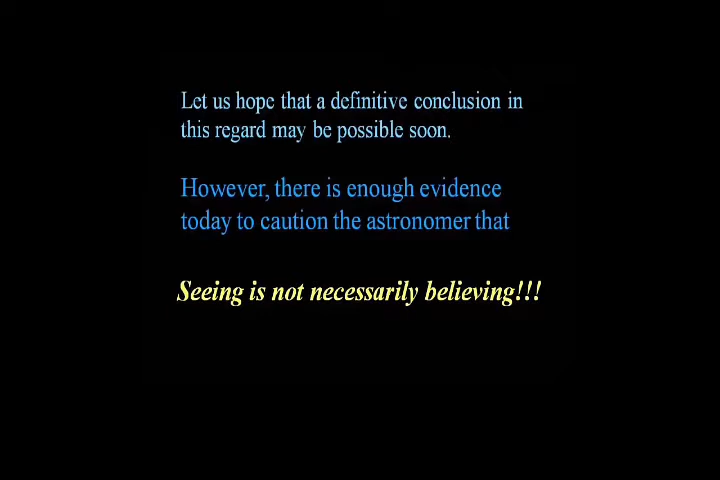 Let us hope that a definitive conclusion in
this regard may be possible soon.
However, there is enough evidence
today to caution the astronomer that
Seeing is not necessarily believing!!!